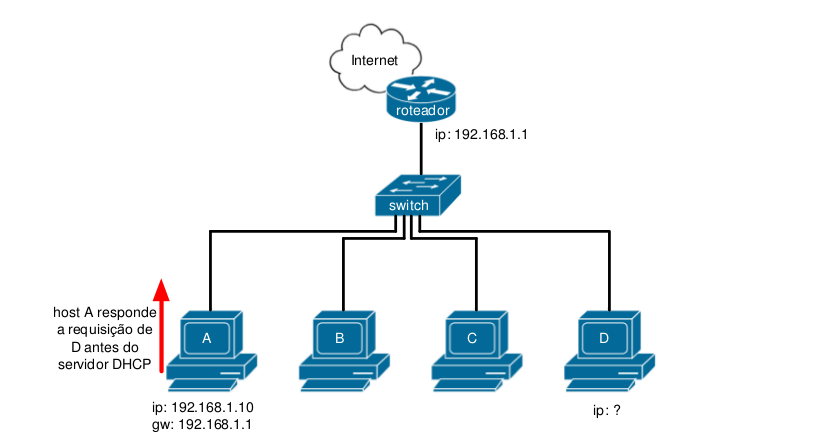 Internet
roteador
ip: 192.168.1.1
switch
host A responde
a requisição de
D antes do
servidor DHCP
A
B
C
D
ip: 192.168.1.10
gw: 192.168.1.1
ip: ?